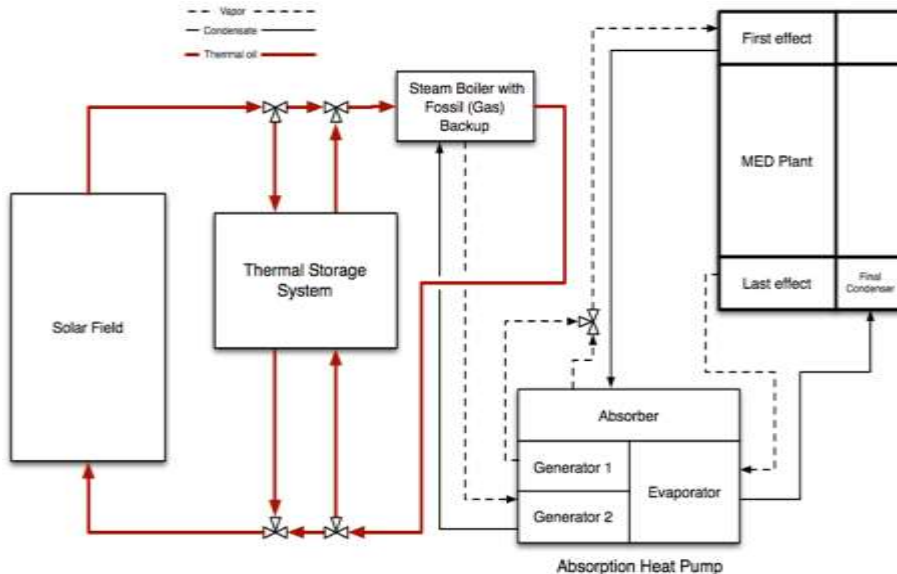 Vapor
Condensate
Thermal oil
First effect
Steam Boiler with
Fossil (Gas)
Backup
MED Plant
Thermal Storage
System
Last effect
Final
Condenser
Solar Field
Absorber
Generator 1
Evaporator
Generator 2
Absorption Heat Pump